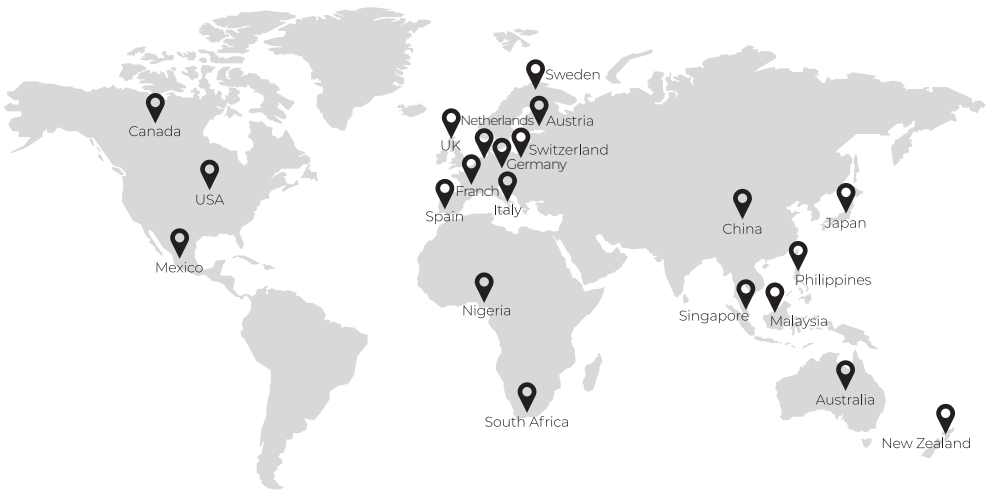 Sweden
Canada
Netherlands
Austria
UK
Switzerland
Germany
USA
Franch
Italy
Spain
China
Japan
Mexico
Philippines
Nigeria
Singapore
Malaysia
Australia
South Africa
New Zealand